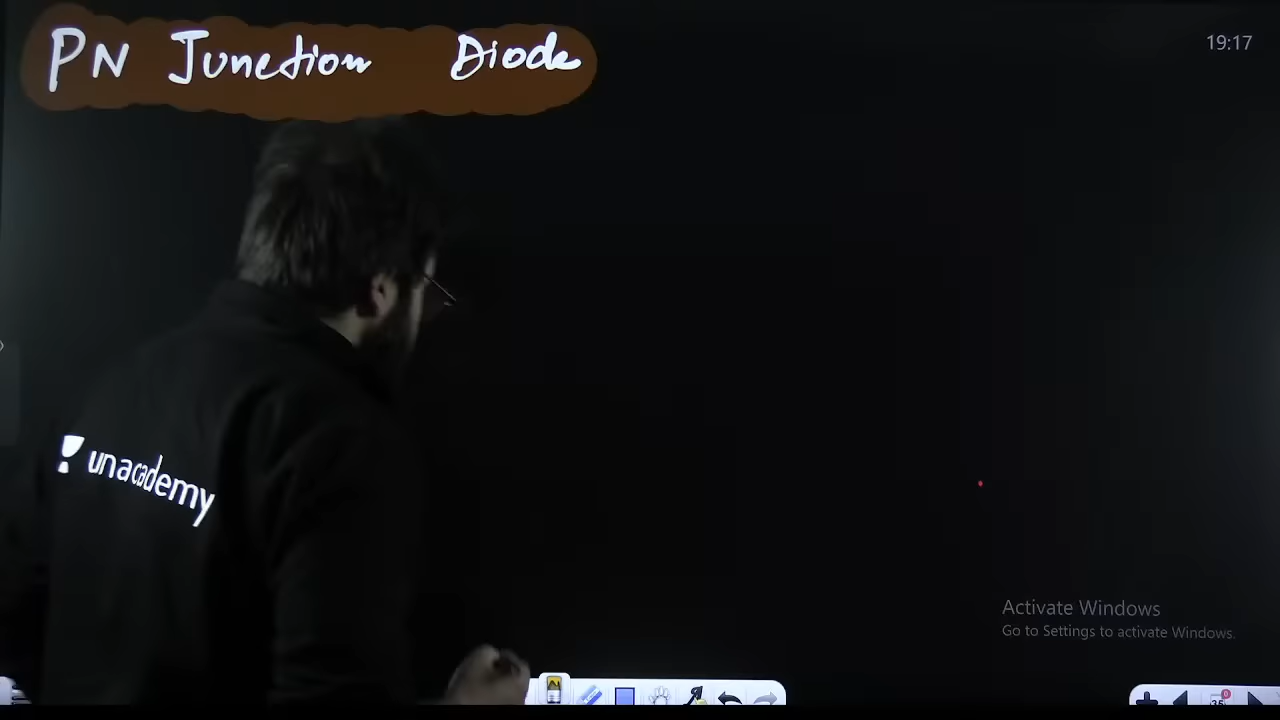 PN Junction Diode
19:17
unacademy
Activate Windows
Go to Settings to activate Windows.